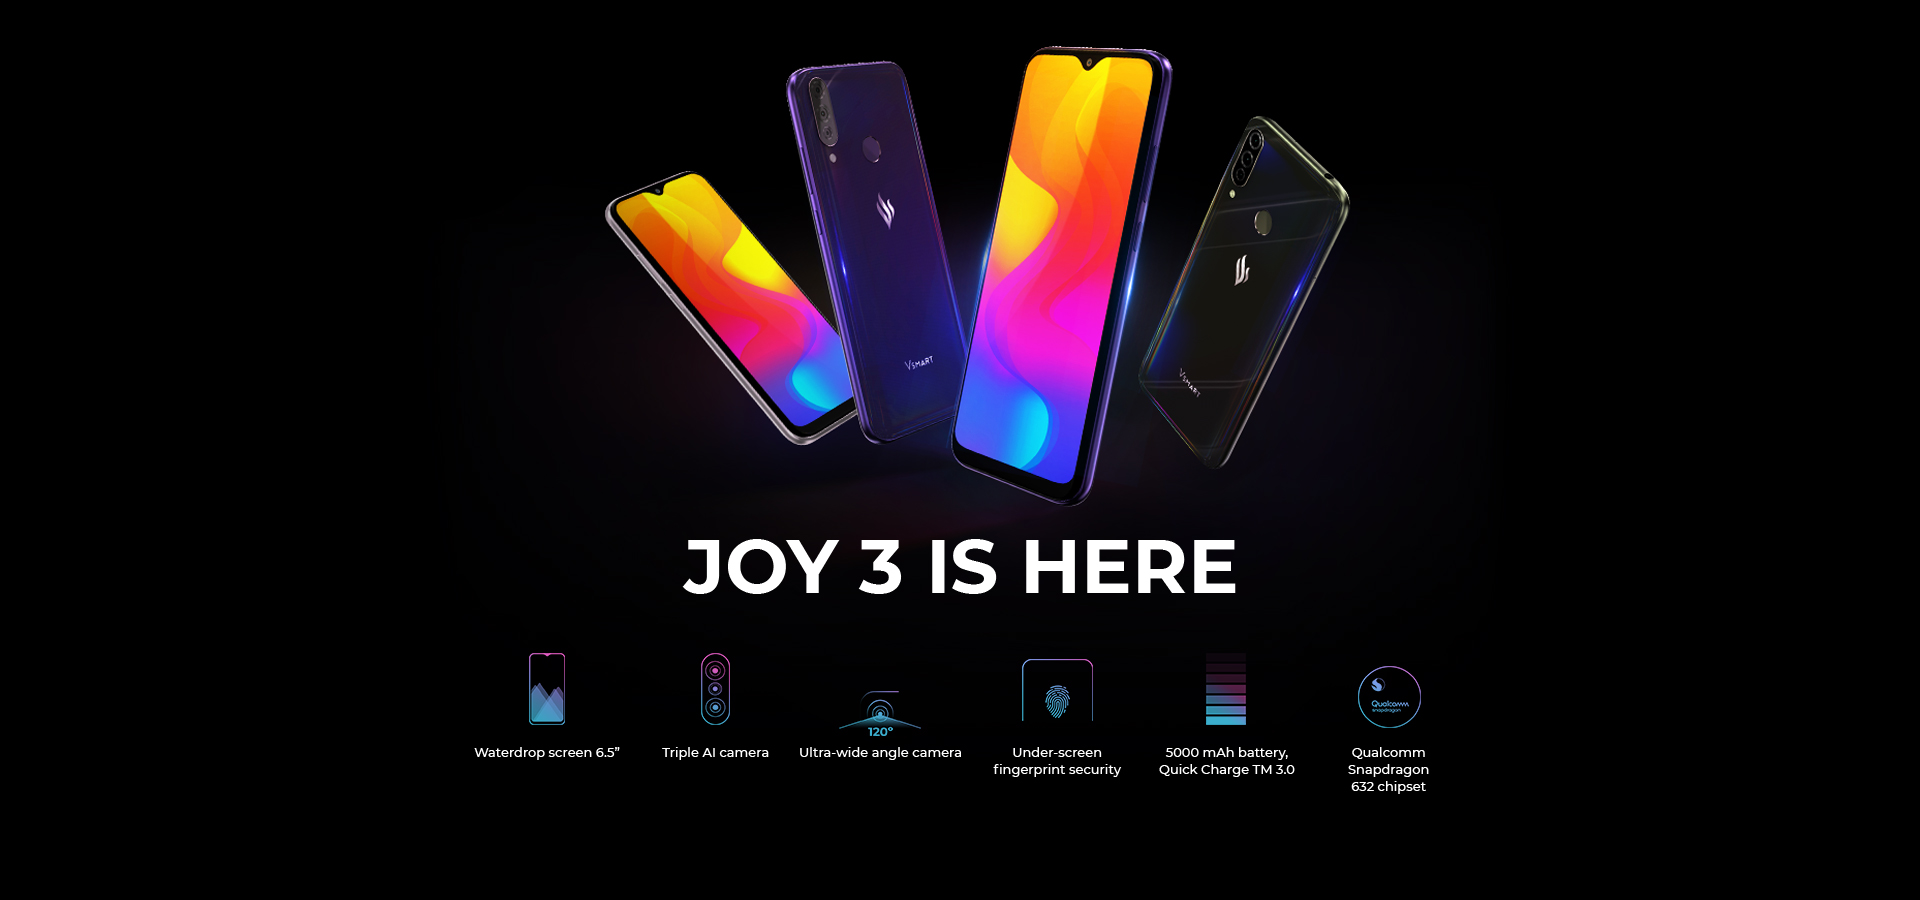 VSMART
VSMART
JOY 3 IS HERE
120°
Qualcomm
snapdragon
Waterdrop screen 6.5”
Triple AI camera
Ultra-wide angle camera
Under-screen
fingerprint security
5000 mAh battery,
Quick Charge TM 3.0
Qualcomm
Snapdragon
632 chipset